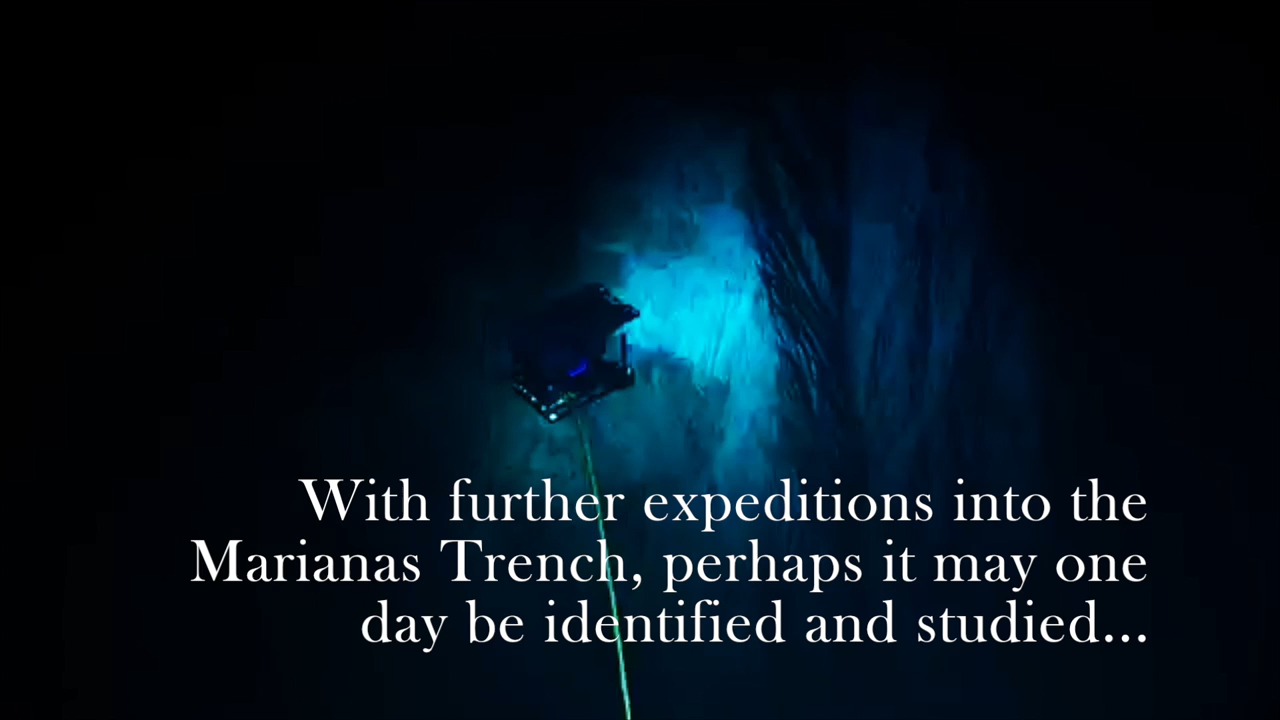 With further expeditions into the
Marianas Trench, perhaps it may one
day be identified and studied...